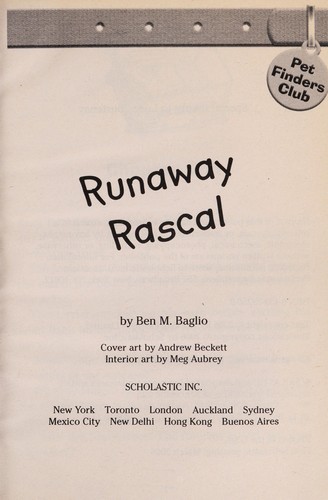 Pet
Finders
Club
Runaway
Rascal
by Ben M. Baglio
Cover art by Andrew Beckett
Interior art by Meg Aubrey
SCHOLASTIC INC.
New York Toronto London Auckland Sydney
Mexico City New Delhi Hong Kong Buenos Aires